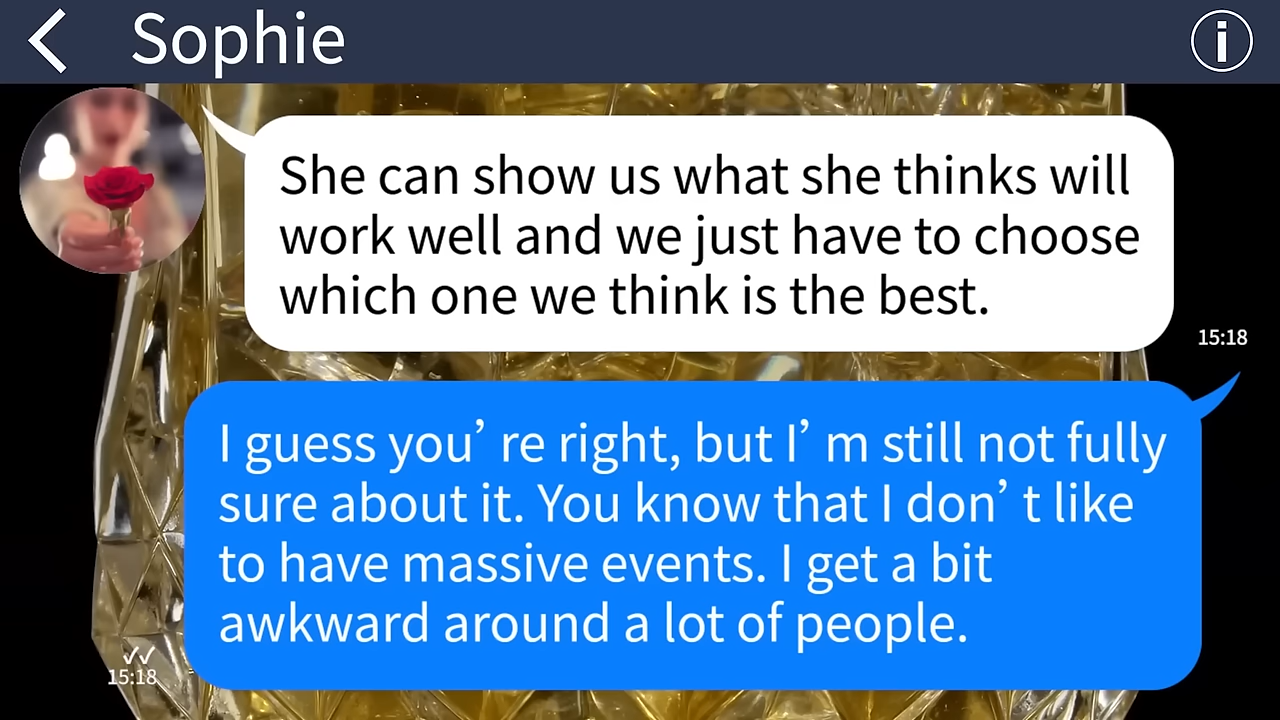 Sophie
She can show us what she thinks will
work well and we just have to choose
which one we think is the best.
15:18
I guess you’ re right, but I’ m still not fully
sure about it. You know that I don’ t like
to have massive events. I get a bit
awkward around a lot of people.
15:18